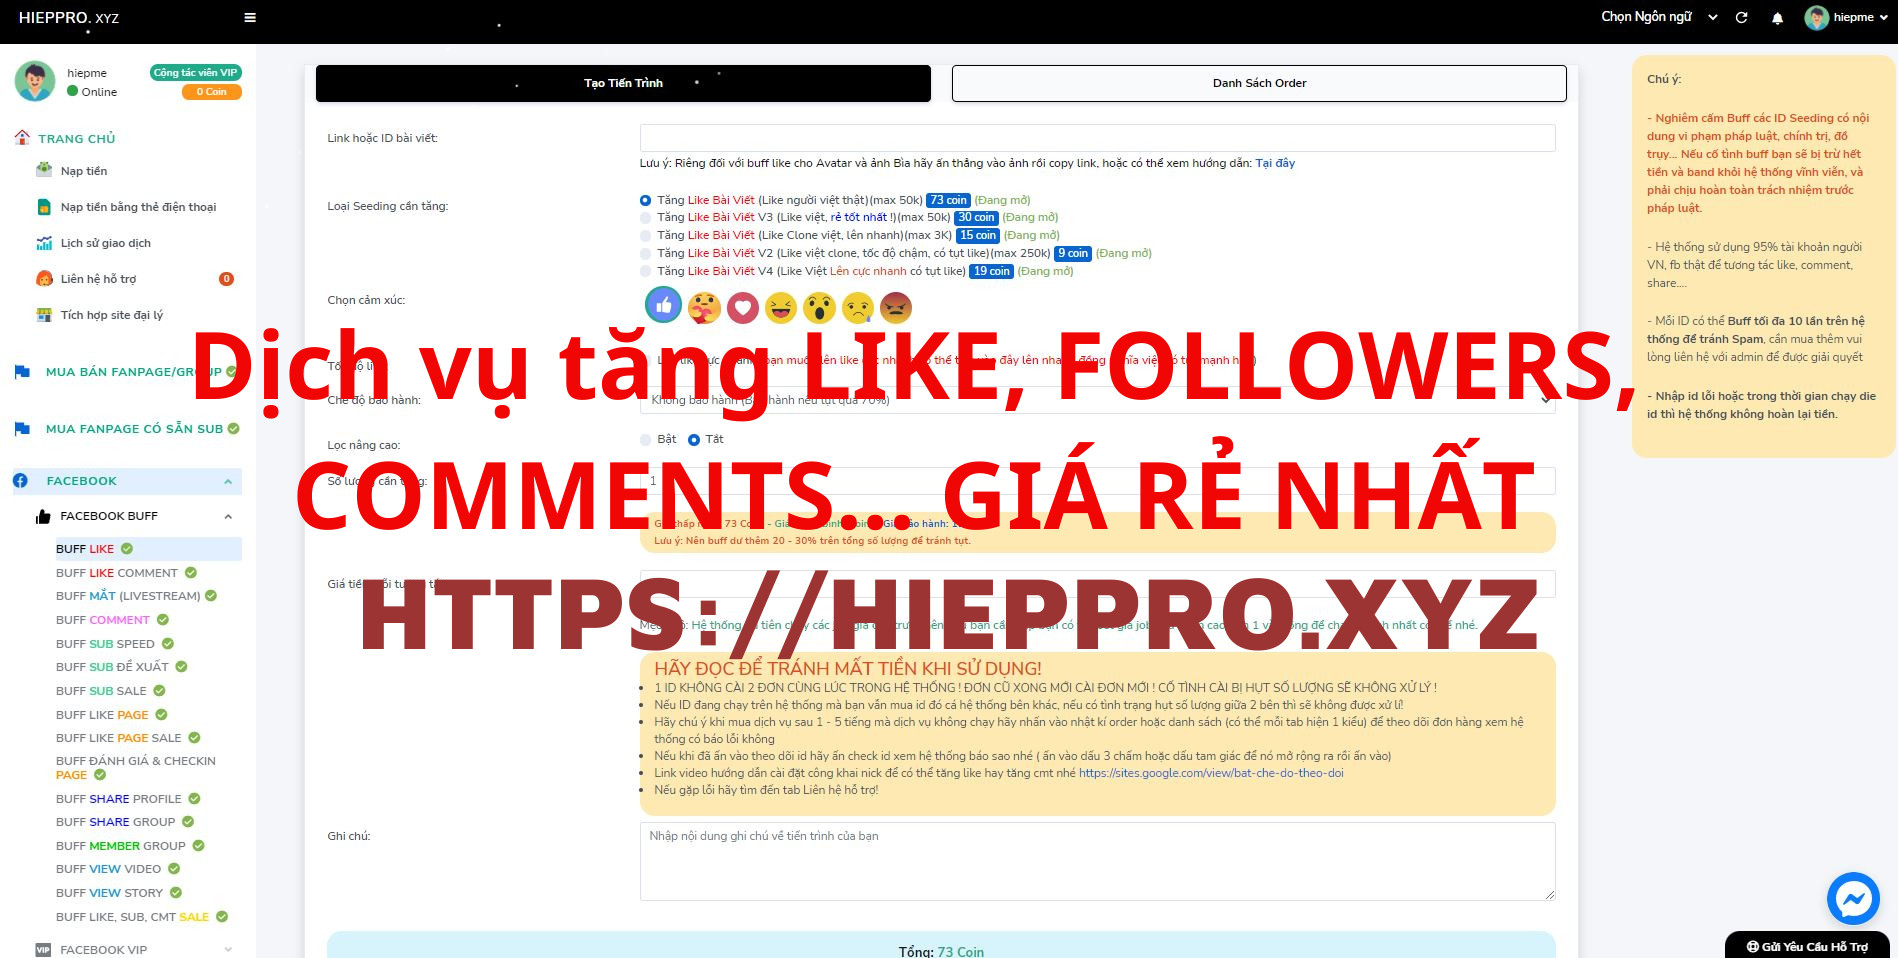 HIEPPRO. XYZ
Chọn Ngôn ngữ
hiepme
hiepme
Cộng tác viên VIP
Online
0 Coin
TRANG CHỦ
Nạp tiền
Nạp tiền bằng thẻ điện thoại
Lịch sử giao dịch
Liên hệ hỗ trợ
0
Tích hợp site đại lý
MUA BÁN FANPAGE/GROUP
MUA FANPAGE CÓ SẴN SUB
FACEBOOK
FACEBOOK BUFF
BUFF LIKE
BUFF LIKE COMMENT
BUFF MẮT (LIVESTREAM)
BUFF COMMENT
BUFF SUB SPEED
BUFF SUB ĐỀ XUẤT
BUFF SUB SALE
BUFF LIKE PAGE
BUFF LIKE PAGE SALE
BUFF ĐÁNH GIÁ & CHECKIN
PAGE
BUFF SHARE PROFILE
BUFF SHARE GROUP
BUFF MEMBER GROUP
BUFF VIEW VIDEO
BUFF VIEW STORY
BUFF LIKE, SUB, CMT SALE
VIP FACEBOOK VIP
Tạo Tiến Trình
Danh Sách Order
Link hoặc ID bài viết:
Lưu ý: Riêng đối với buff like cho Avatar và ảnh Bìa hãy ấn thẳng vào ảnh rồi copy link, hoặc có thể xem hướng dẫn: Tại đây
Loại Seeding cần tăng:
Tăng Like Bài Viết (Like người việt thật)(max 50k) 73 coin (Đang mở)
Tăng Like Bài Viết V3 (Like việt, rẻ tốt nhất !)(max 50k) 30 coin (Đang mở)
Tăng Like Bài Viết (Like Clone việt, lên nhanh)(max 3K) 15 coin (Đang mở)
Tăng Like Bài Viết V2 (Like việt clone, tốc độ chậm, có tụt like)(max 250k) 9 coin (Đang mở)
Tăng Like Bài Viết V4 (Like Việt Lên cực nhanh có tụt like) 19 coin (Đang mở)
Chọn cảm xúc:
Dịch vụ tăng LIKE, FOLLOWERS,
Chế độ bảo hành:
Không bảo hành
Lọc nâng cao:
Bật Tắt
Số lượng cần tăng:
1
COMMENTS... GIÁ RẺ NHẤT
Lưu ý: Nên buff dư thêm 20 - 30% trên tổng số lượng để tránh tụt.
HTTPS://HIEPPRO.XYZ
HÃY ĐỌC ĐỂ TRÁNH MẤT TIỀN KHI SỬ DỤNG!
1 ID KHÔNG CÀI 2 ĐƠN CÙNG LÚC TRONG HỆ THỐNG ! ĐƠN CŨ XONG MỚI CÀI ĐƠN MỚI ! CỐ TÌNH CÀI BỊ HỤT SỐ LƯỢNG SẼ KHÔNG XỬ LÝ !
Nếu ID đang chạy trên hệ thống mà bạn vẫn mua id đó cả hệ thống bên khác, nếu có tình trạng hụt số lượng giữa 2 bên thì sẽ không được xử lí!
Hãy chú ý khi mua dịch vụ sau 1 - 5 tiếng mà dịch vụ không chạy hãy nhấn vào nhật kí order hoặc danh sách (có thể mỗi tab hiện 1 kiểu) để theo dõi đơn hàng xem hệ
thống có báo lỗi không
Nếu khi đã ấn vào theo dõi id hãy ấn check id xem hệ thống báo sao nhé ( ấn vào dấu 3 chấm hoặc dấu tam giác để nó mở rộng ra rồi ấn vào)
Link video hướng dẫn cài đặt công khai nick để có thể tăng like hay tăng cmt nhé https://sites.google.com/view/bat-che-do-theo-doi
Nếu gặp lỗi hãy tìm đến tab Liên hệ hỗ trợ!
Ghi chú:
Nhập nội dung ghi chú về tiến trình của bạn
Tổng: 73 Coin
Chú ý:
- Nghiêm cấm Buff các ID Seeding có nội
dung vi phạm pháp luật, chính trị, đồ
trụy... Nếu cố tình buff bạn sẽ bị trừ hết
tiền và band khỏi hệ thống vĩnh viễn, và
phải chịu hoàn toàn trách nhiệm trước
pháp luật.
- Hệ thống sử dụng 95% tài khoản người
VN, fb thật để tương tác like, comment,
share....
- Mỗi ID có thể Buff tối đa 10 lần trên hệ
thống để tránh Spam, cần mua thêm vui
lòng liên hệ với admin để được giải quyết
- Nhập id lỗi hoặc trong thời gian chạy die
id thì hệ thống không hoàn lại tiền.
Gửi Yêu Cầu Hỗ Trợ